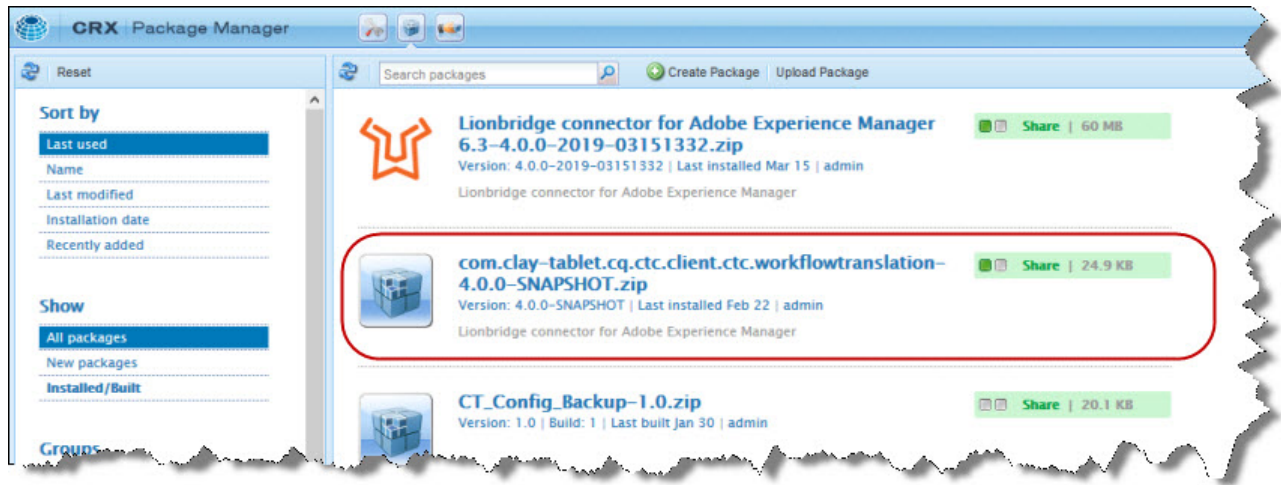 CRX Package Manager
Reset
Search packages
Create Package
Upload Package
Sort by
Last used
Name
Last modified
Installation date
Recently added
Show
All packages
New packages
Installed/Built
Groups
Lionbridge connector for Adobe Experience Manager
6.3-4.0.0-2019-03151332.zip
Version: 4.0.0-2019-03151332 | Last installed Mar 15 | admin
Lionbridge connector for Adobe Experience Manager
Share | 60 MB
com.clay-tablet.cq.ctc.client.ctc.workflowtranslation-
4.0.0-SNAPSHOT.zip
Version: 4.0.0-SNAPSHOT | Last installed Feb 22 | admin
Lionbridge connector for Adobe Experience Manager
Share | 24.9 KB
CT_Config_Backup-1.0.zip
Version: 1.0 | Build: 1 | Last built Jan 30 | admin
Share | 20.1 KB